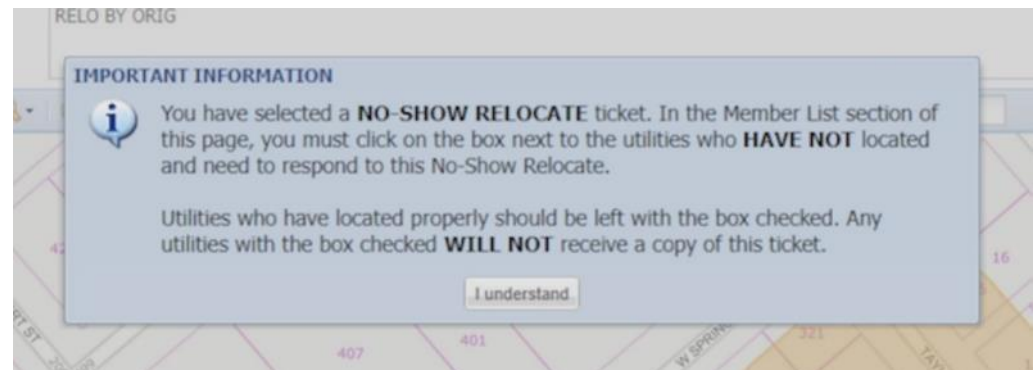 RELO BY ORIG
IMPORTANT INFORMATION
You have selected a NO-SHOW RELOCATE ticket. In the Member List section of
this page, you must click on the box next to the utilities who HAVE NOT located
and need to respond to this No-Show Relocate.
Utilities who have located properly should be left with the box checked. Any
utilities with the box checked WILL NOT receive a copy of this ticket.
I understand
16
321
401
407